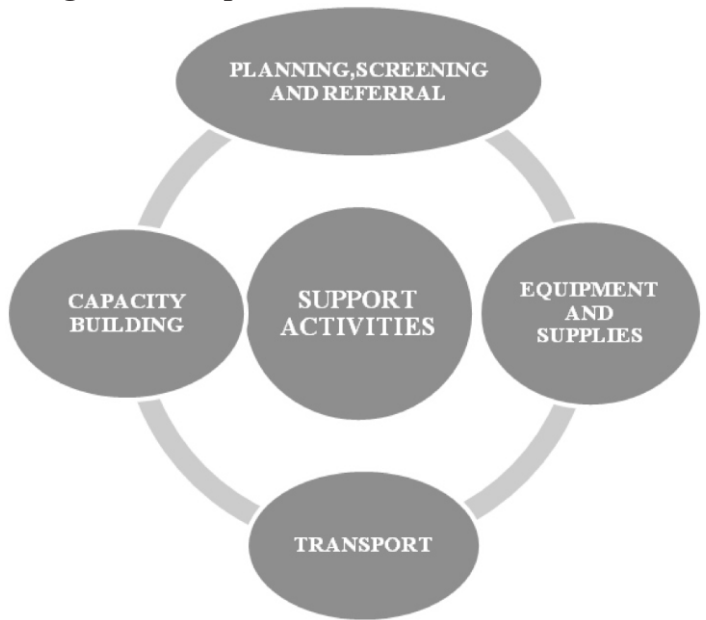 PLANNING,SCREENING
AND REFERRAL
CAPACITY
BUILDING
SUPPORT
ACTIVITIES
EQUIPMENT
AND
SUPPLIES
TRANSPORT